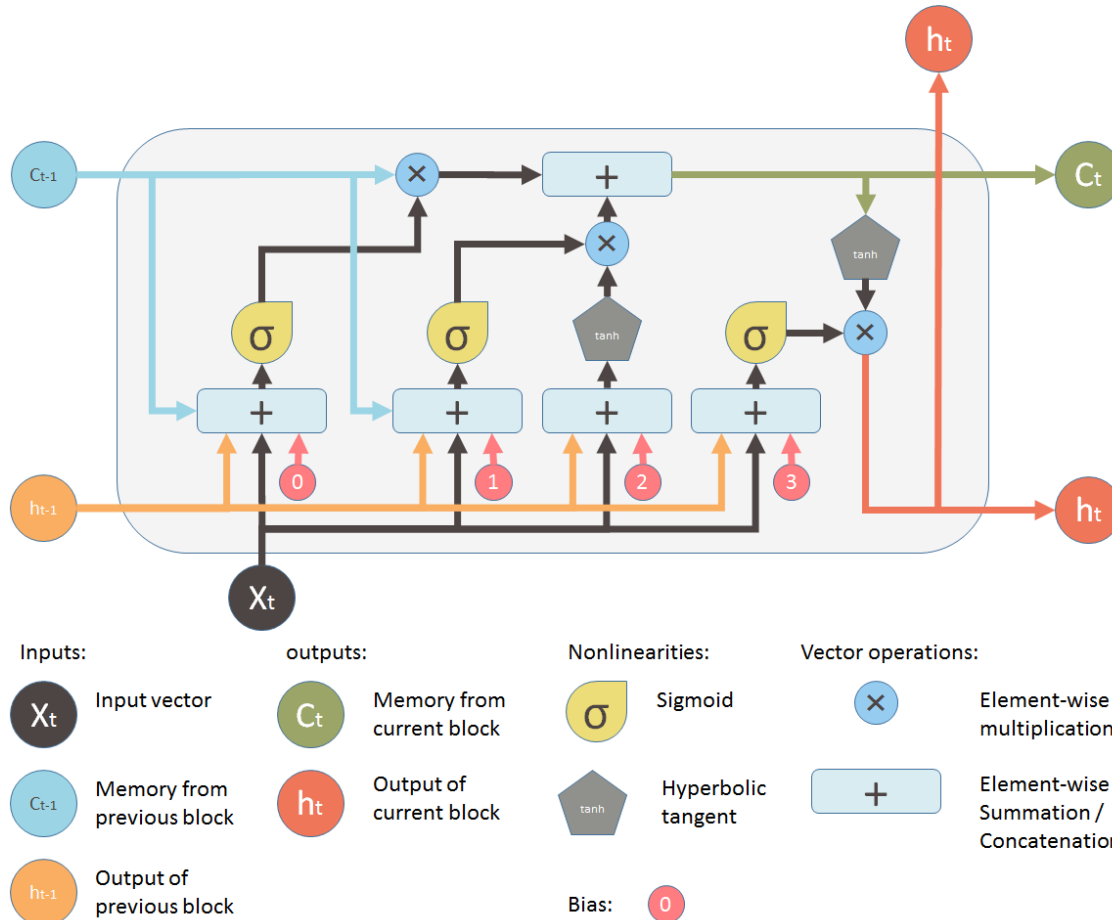 ht
Ct-1
×
+
Ct
×
tanh
σ
σ
tanh
σ
×
+
+
+
+
0
1
2
3
ht-1
ht
Xt
Inputs:
outputs:
Nonlinearities:
Vector operations:
Xt
Input vector
Ct
Memory from
current block
σ
Sigmoid
×
Element-wise
multiplication
Ct-1
Memory from
previous block
ht
Output of
current block
tanh
Hyperbolic
tangent
+
Element-wise
Summation /
Concatenation
ht-1
Output of
previous block
Bias:
0